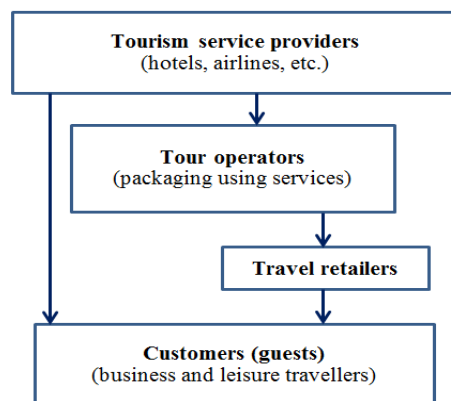 Tourism service providers
(hotels, airlines, etc.)
Tour operators
(packaging using services)
Travel retailers
Customers (guests)
(business and leisure travellers)